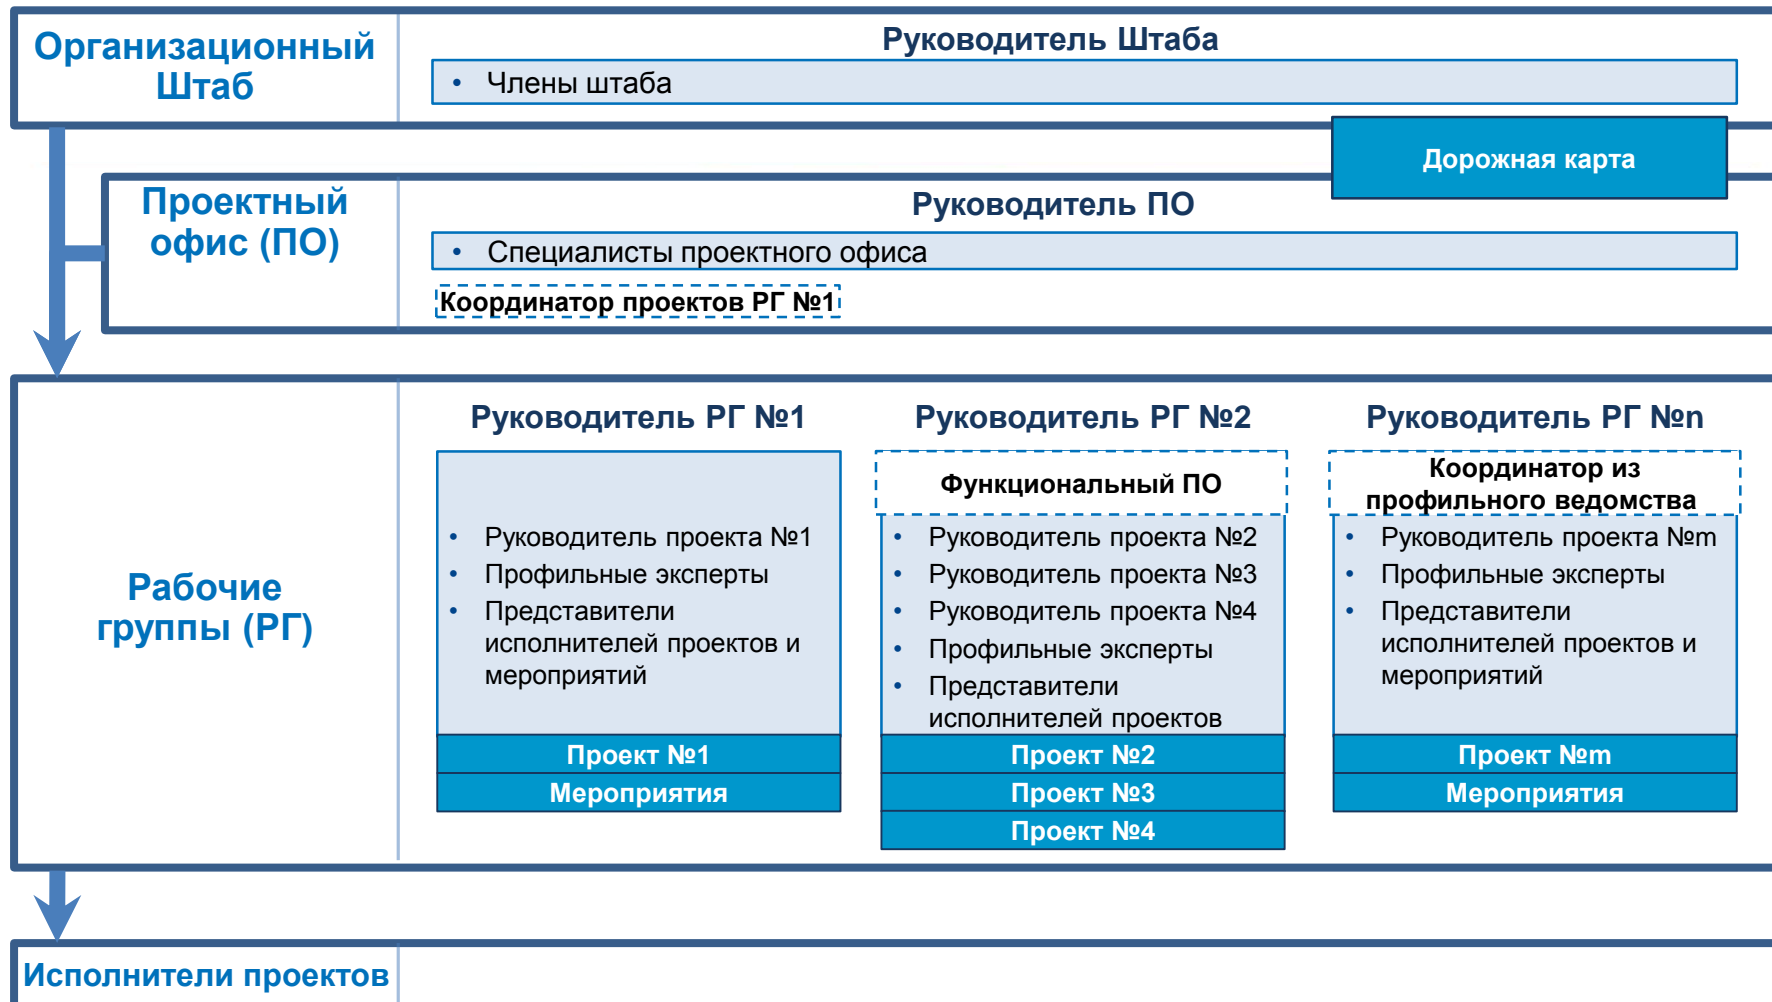 Организационный
Штаб
Руководитель Штаба
• Члены штаба
Дорожная карта
Проектный
офис (ПО)
Руководитель ПО
• Специалисты проектного офиса
Координатор проектов РГ №1
Рабочие
группы (РГ)
Руководитель РГ №1
• Руководитель проекта №1
• Профильные эксперты
• Представители
исполнителей проектов и
мероприятий
Проект №1
Мероприятия
Руководитель РГ №2
Функциональный ПО
• Руководитель проекта №2
• Руководитель проекта №3
• Руководитель проекта №4
• Профильные эксперты
• Представители
исполнителей проектов
Проект №2
Проект №3
Проект №4
Руководитель РГ №n
Координатор из
профильного ведомства
• Руководитель проекта №m
• Профильные эксперты
• Представители
исполнителей проектов и
мероприятий
Проект №m
Мероприятия
Исполнители проектов